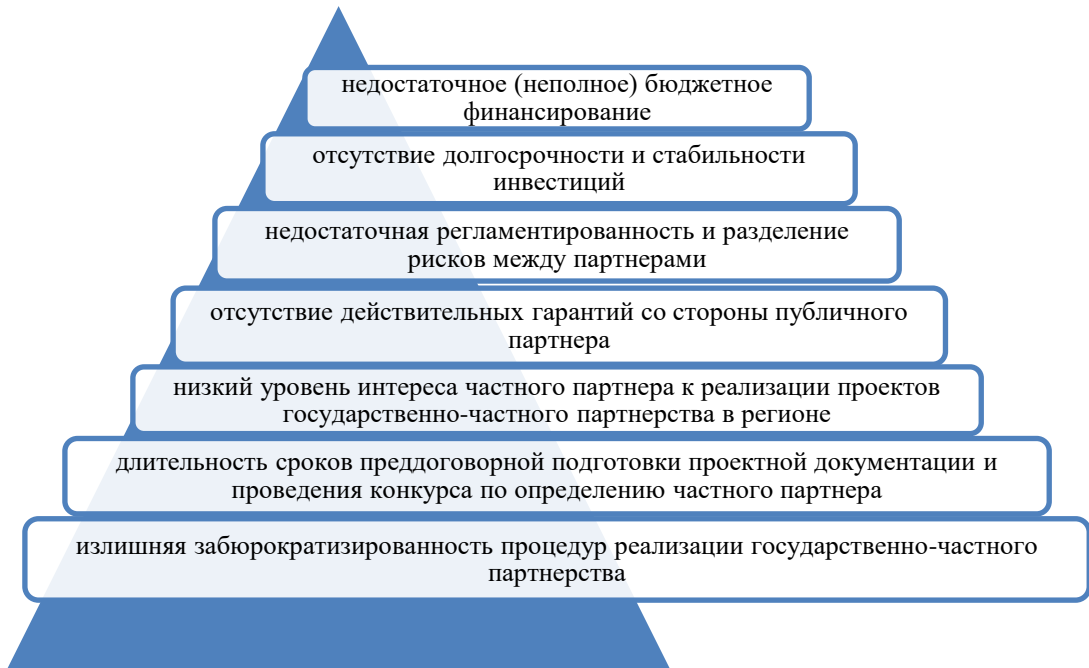 недостаточное (неполное) бюджетное
финансирование
отсутствие долгосрочности и стабильности
инвестиций
недостаточная регламентированность и разделение
рисков между партнерами
отсутствие действительных гарантий со стороны публичного
партнера
низкий уровень интереса частного партнера к реализации проектов
государственно-частного партнерства в регионе
длительность сроков преддоговорной подготовки проектной документации и
проведения конкурса по определению частного партнера
излишняя забюрократизированность процедур реализации государственно-частного
партнерства